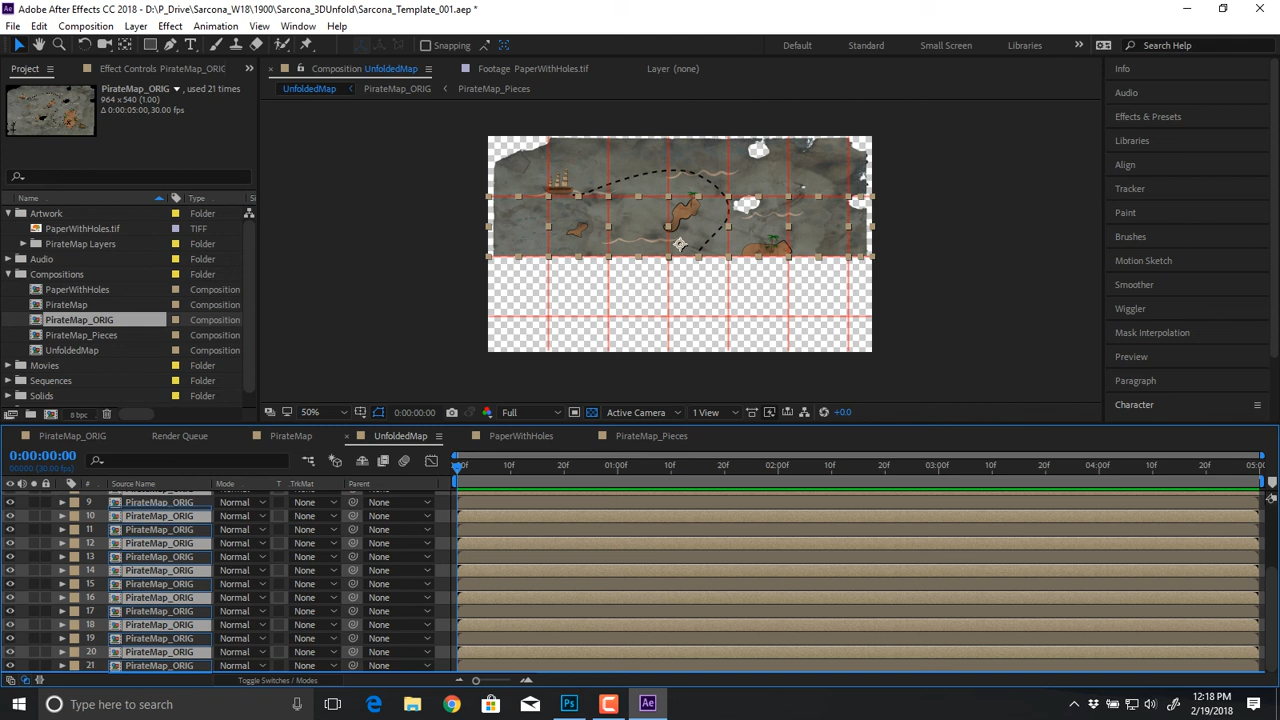 Adobe After Effects CC 2018 - D:\P_Drive\Sarcona_W18\1900\Sarcona_3DUnfold\Sarcona_Template_001.aep *
File Edit Composition Layer Effect Animation View Window Help
Snapping Default Standard Small Screen Libraries Search Help
Project Effect Controls PirateMap_ORIG Composition UnfoldedMap Footage PaperWithHoles.tif Layer (none) Info
PirateMap_ORIG , used 21 times UnfoldedMap PirateMap_ORIG PirateMap_Pieces
964 x 540 (1.00)
Δ 0:00:05:00, 30.00 fps
Audio
Effects & Presets
Libraries
Align
Tracker
Paint
Brushes
Motion Sketch
Smoother
Wiggler
Mask Interpolation
Preview
Paragraph
Character
Name Type
Artwork Folder
PaperWithHoles.tif TIFF
PirateMap Layers Folder
Audio Folder
Compositions Folder
PaperWithHoles Composition
PirateMap Composition
PirateMap_ORIG Composition
PirateMap_Pieces Composition
UnfoldedMap Composition
Movies Folder
Sequences Folder
Solids Folder
8 bpc 50% 0:00:00:00 Full Active Camera 1 View +0.0
PirateMap_ORIG Render Queue PirateMap UnfoldedMap PaperWithHoles PirateMap_Pieces
0:00:00:00
00000 (30.00 fps)
10f 20f 01:00f 10f 20f 02:00f 10f 20f 03:00f 10f 20f 04:00f 10f 20f 05:00
# Source Name Mode T .TrkMat Parent
9 PirateMap_ORIG Normal None None
10 PirateMap_ORIG Normal None None
11 PirateMap_ORIG Normal None None
12 PirateMap_ORIG Normal None None
13 PirateMap_ORIG Normal None None
14 PirateMap_ORIG Normal None None
15 PirateMap_ORIG Normal None None
16 PirateMap_ORIG Normal None None
17 PirateMap_ORIG Normal None None
18 PirateMap_ORIG Normal None None
19 PirateMap_ORIG Normal None None
20 PirateMap_ORIG Normal None None
21 PirateMap_ORIG Normal None None
Toggle Switches / Modes
Type here to search
12:18 PM
2/19/2018